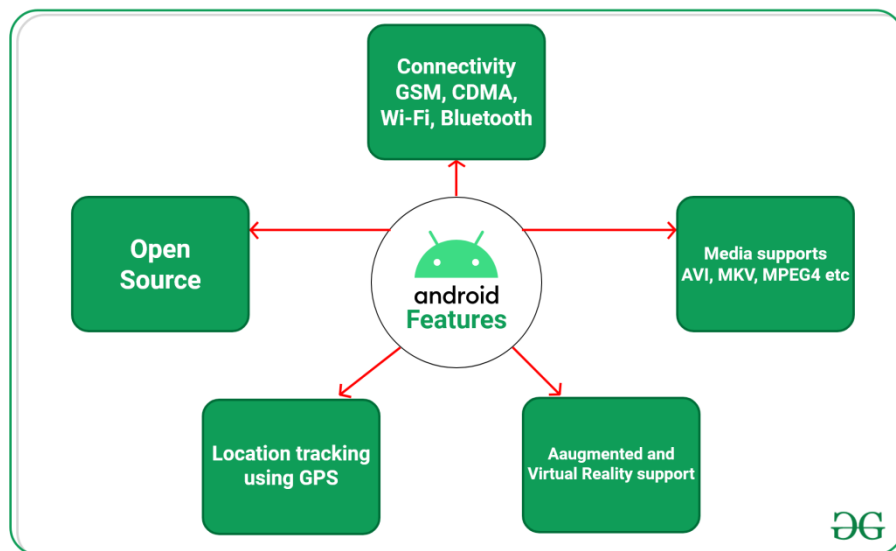 Connectivity
GSM, CDMA,
Wi-Fi, Bluetooth
Open
Source
Media supports
AVI, MKV, MPEG4 etc
android
Features
Location tracking
using GPS
Aaugmented and
Virtual Reality support